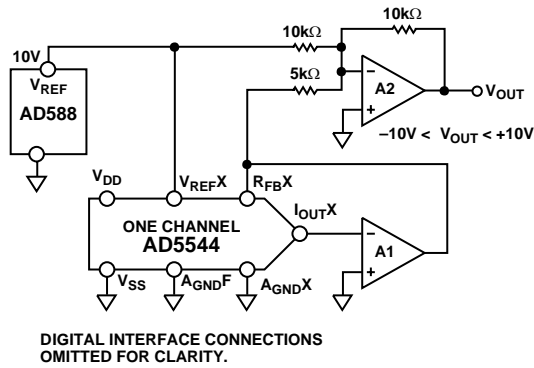 10kΩ
10kΩ
10V
VREF
AD588
5kΩ
A2
VOUT
–10V < VOUT < +10V
VDD
VREFX
RFBX
IOUTX
ONE CHANNEL
AD5544
A1
VSS
AGNDF
AGNDX
DIGITAL INTERFACE CONNECTIONS
OMITTED FOR CLARITY.